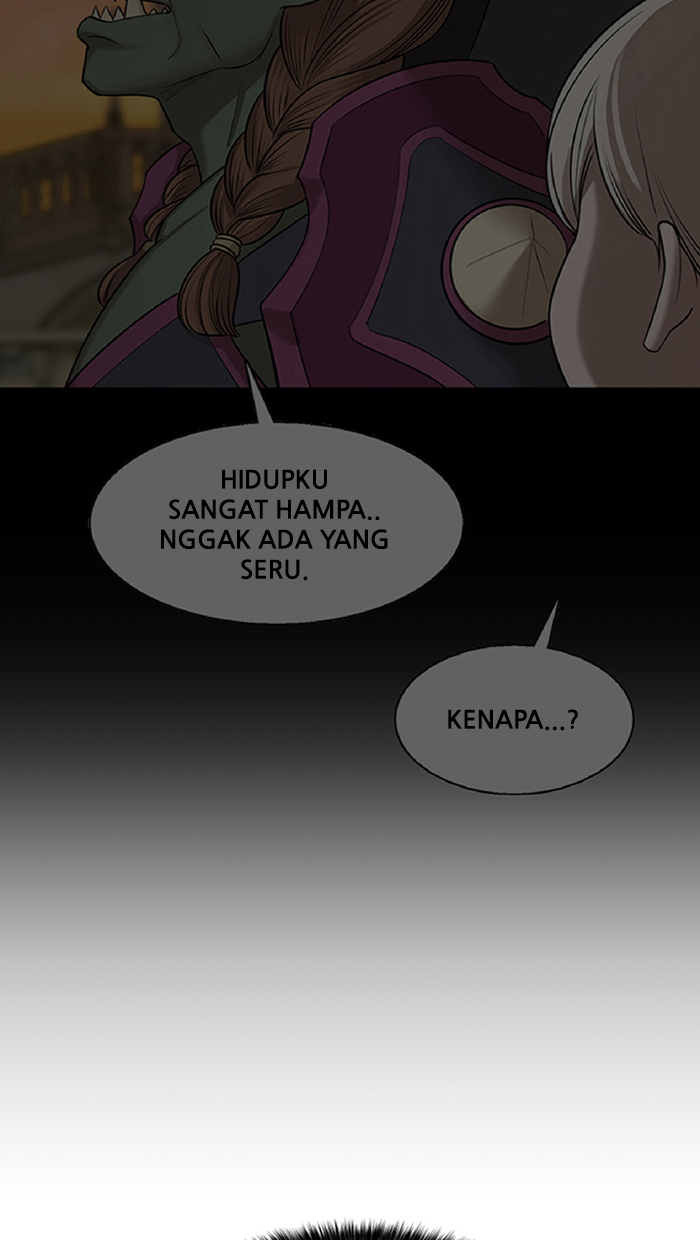 HIDUPKU
SANGAT HAMPA..
NGGAK ADA YANG
SERU.
KENAPA...?